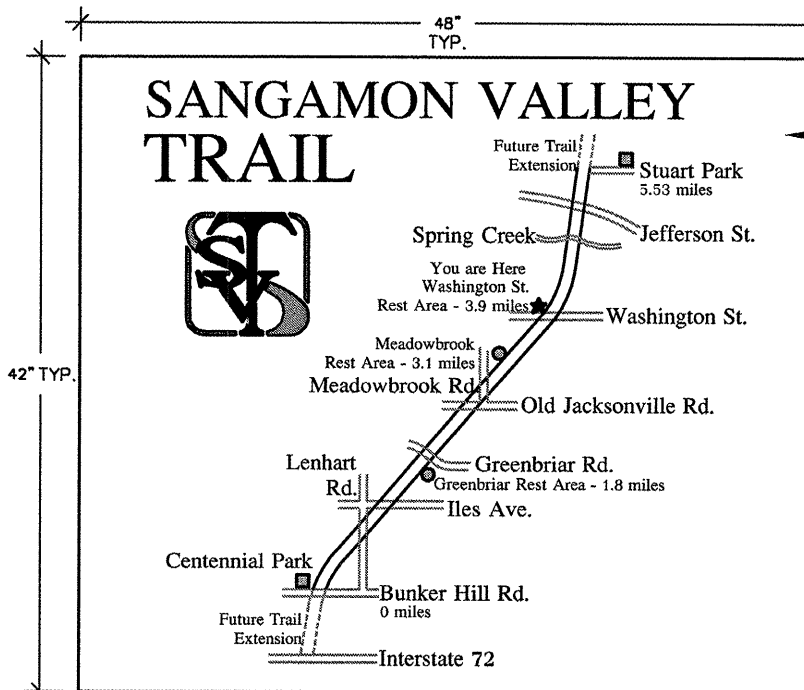 48"
TYP.
42" TYP.
SANGAMON VALLEY
TRAIL
STV
Future Trail
Extension
Stuart Park
5.53 miles
Spring Creek
Jefferson St.
You are Here
Washington St.
Rest Area - 3.9 miles
Washington St.
Meadowbrook
Rest Area - 3.1 miles
Meadowbrook Rd.
Old Jacksonville Rd.
Greenbriar Rd.
Greenbriar Rest Area - 1.8 miles
Lenhart
Rd.
Iles Ave.
Centennial Park
Bunker Hill Rd.
0 miles
Future Trail
Extension
Interstate 72